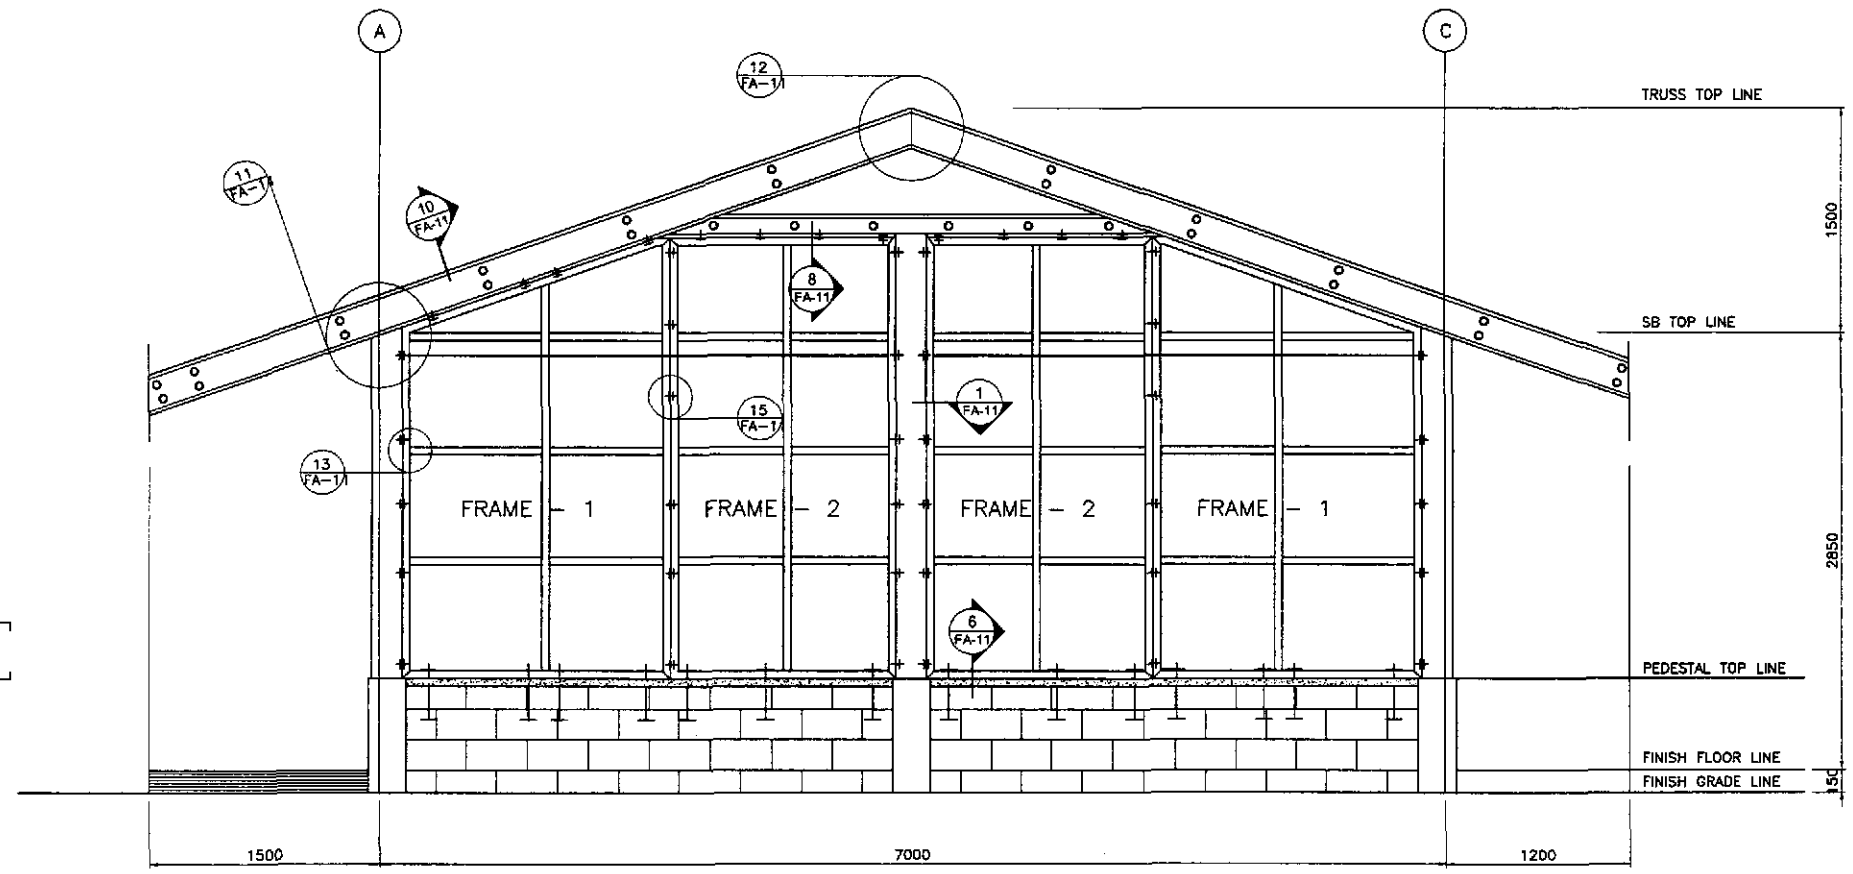 A
C
12
FA-11
TRUSS TOP LINE
11
FA-11
10
FA-11
1500
8
FA-11
SB TOP LINE
1
FA-11
15
FA-11
13
FA-11
FRAME - 1
FRAME - 2
FRAME - 2
FRAME - 1
2850
6
FA-11
PEDESTAL TOP LINE
FINISH FLOOR LINE
FINISH GRADE LINE
150
1500
7000
1200